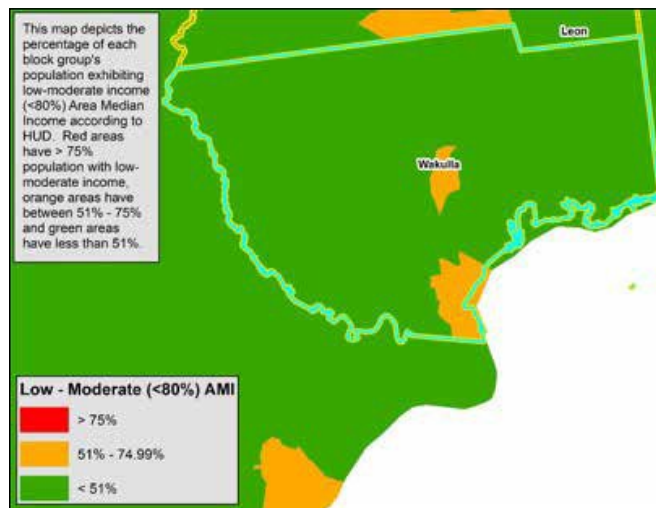 This map depicts the
percentage of each
block group's
population exhibiting
low-moderate income
(<80%) Area Median
Income according to
HUD. Red areas
have > 75%
population with low-
moderate income,
orange areas have
between 51% - 75%
and green areas
have less than 51%.
Leon
Wakulla
Low - Moderate (<80%) AMI
> 75%
51% - 74.99%
< 51%